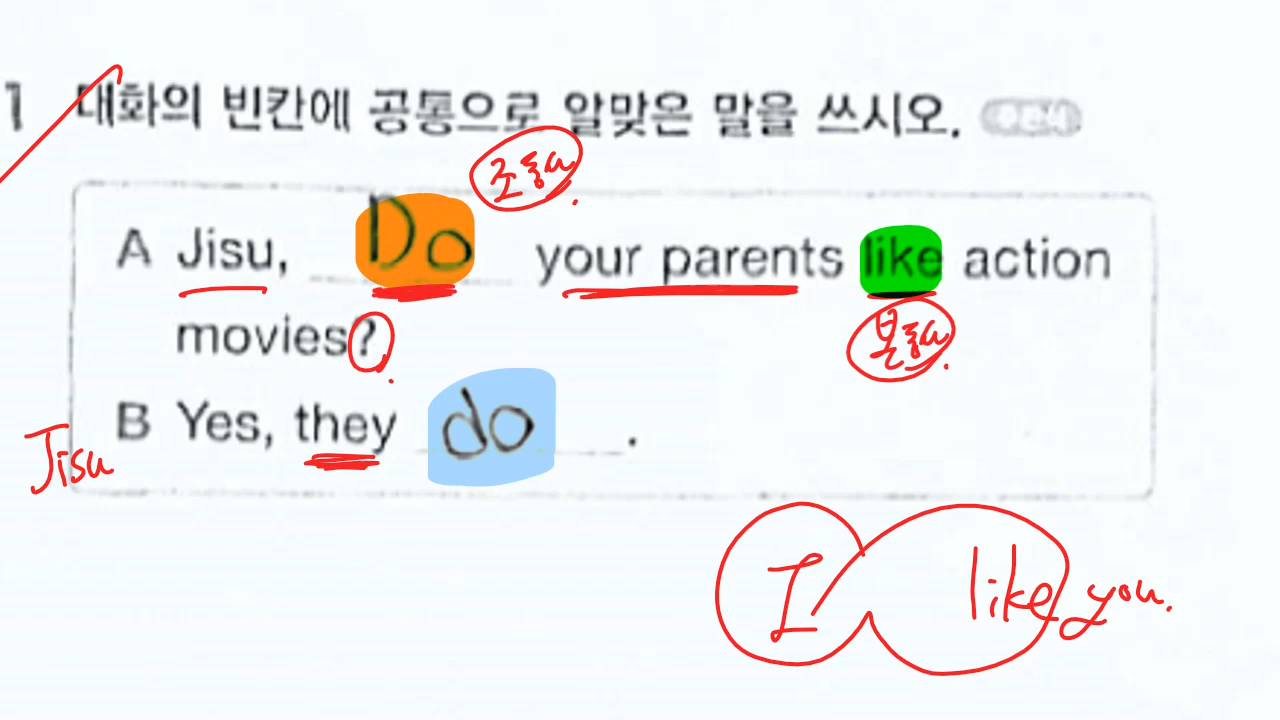 1 대화의 빈칸에 공통으로 알맞은 말을 쓰시오.
조동사
A Jisu, Do your parents like action
movies?
본동사
B Yes, they do.
Jisu
I like you.